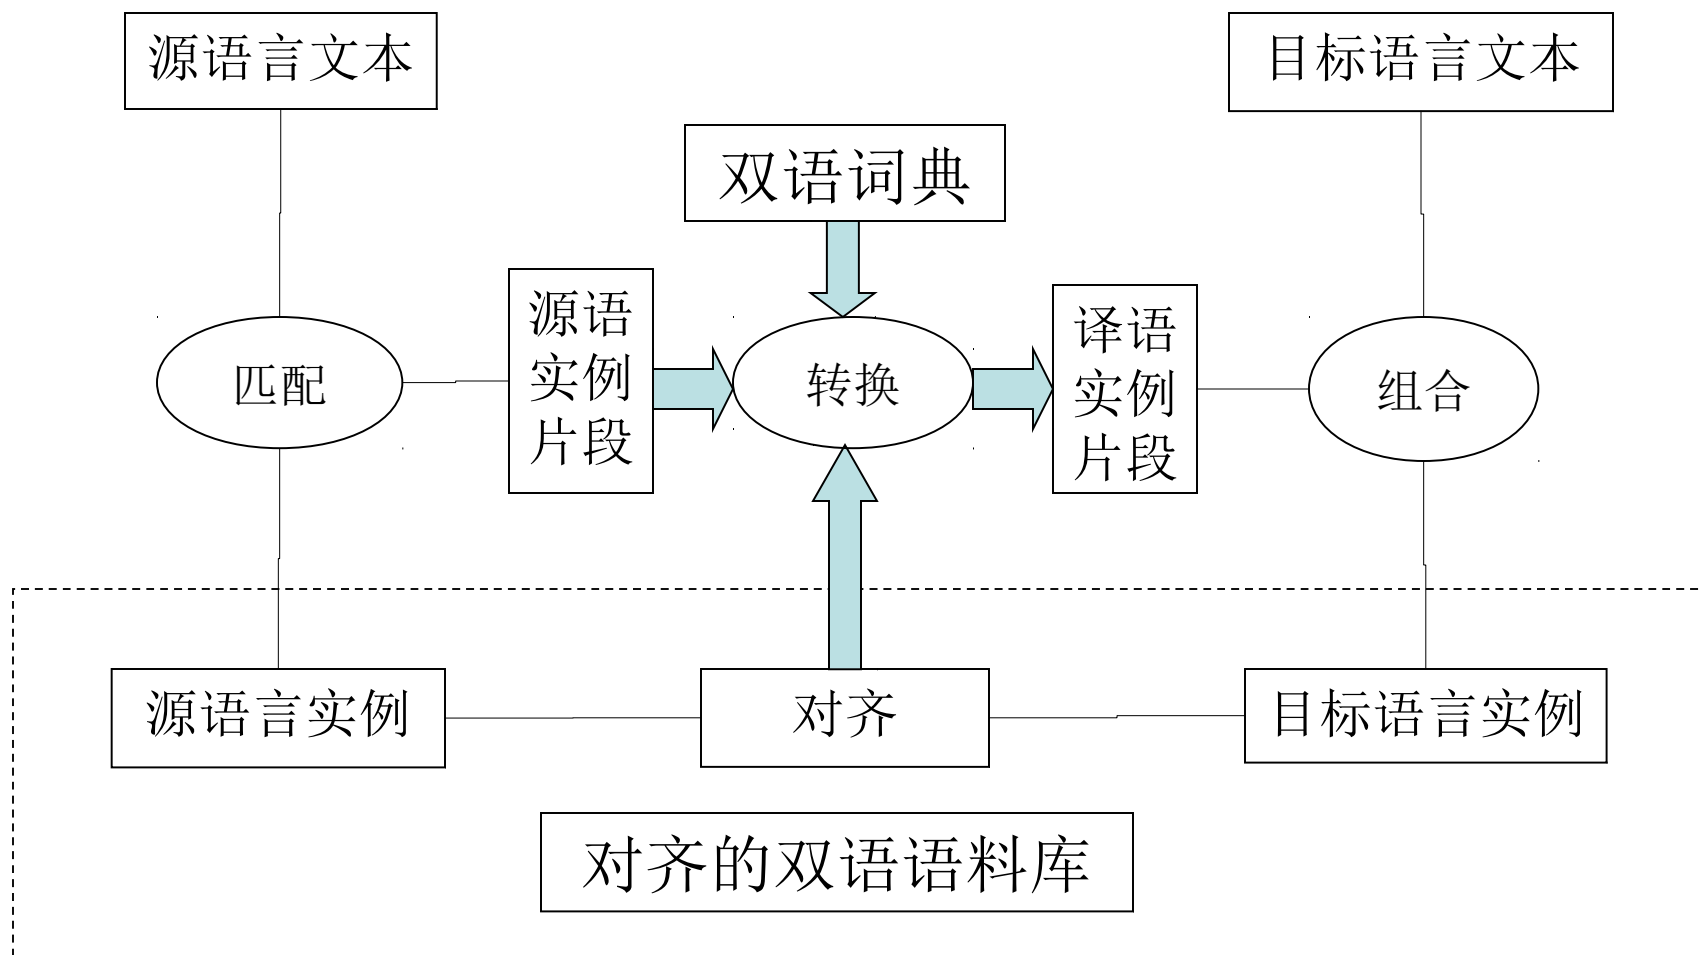 源语言文本
目标语言文本
双语词典
源语
实例
片段
译语
实例
片段
匹配
转换
组合
源语言实例
对齐
目标语言实例
对齐的双语语料库